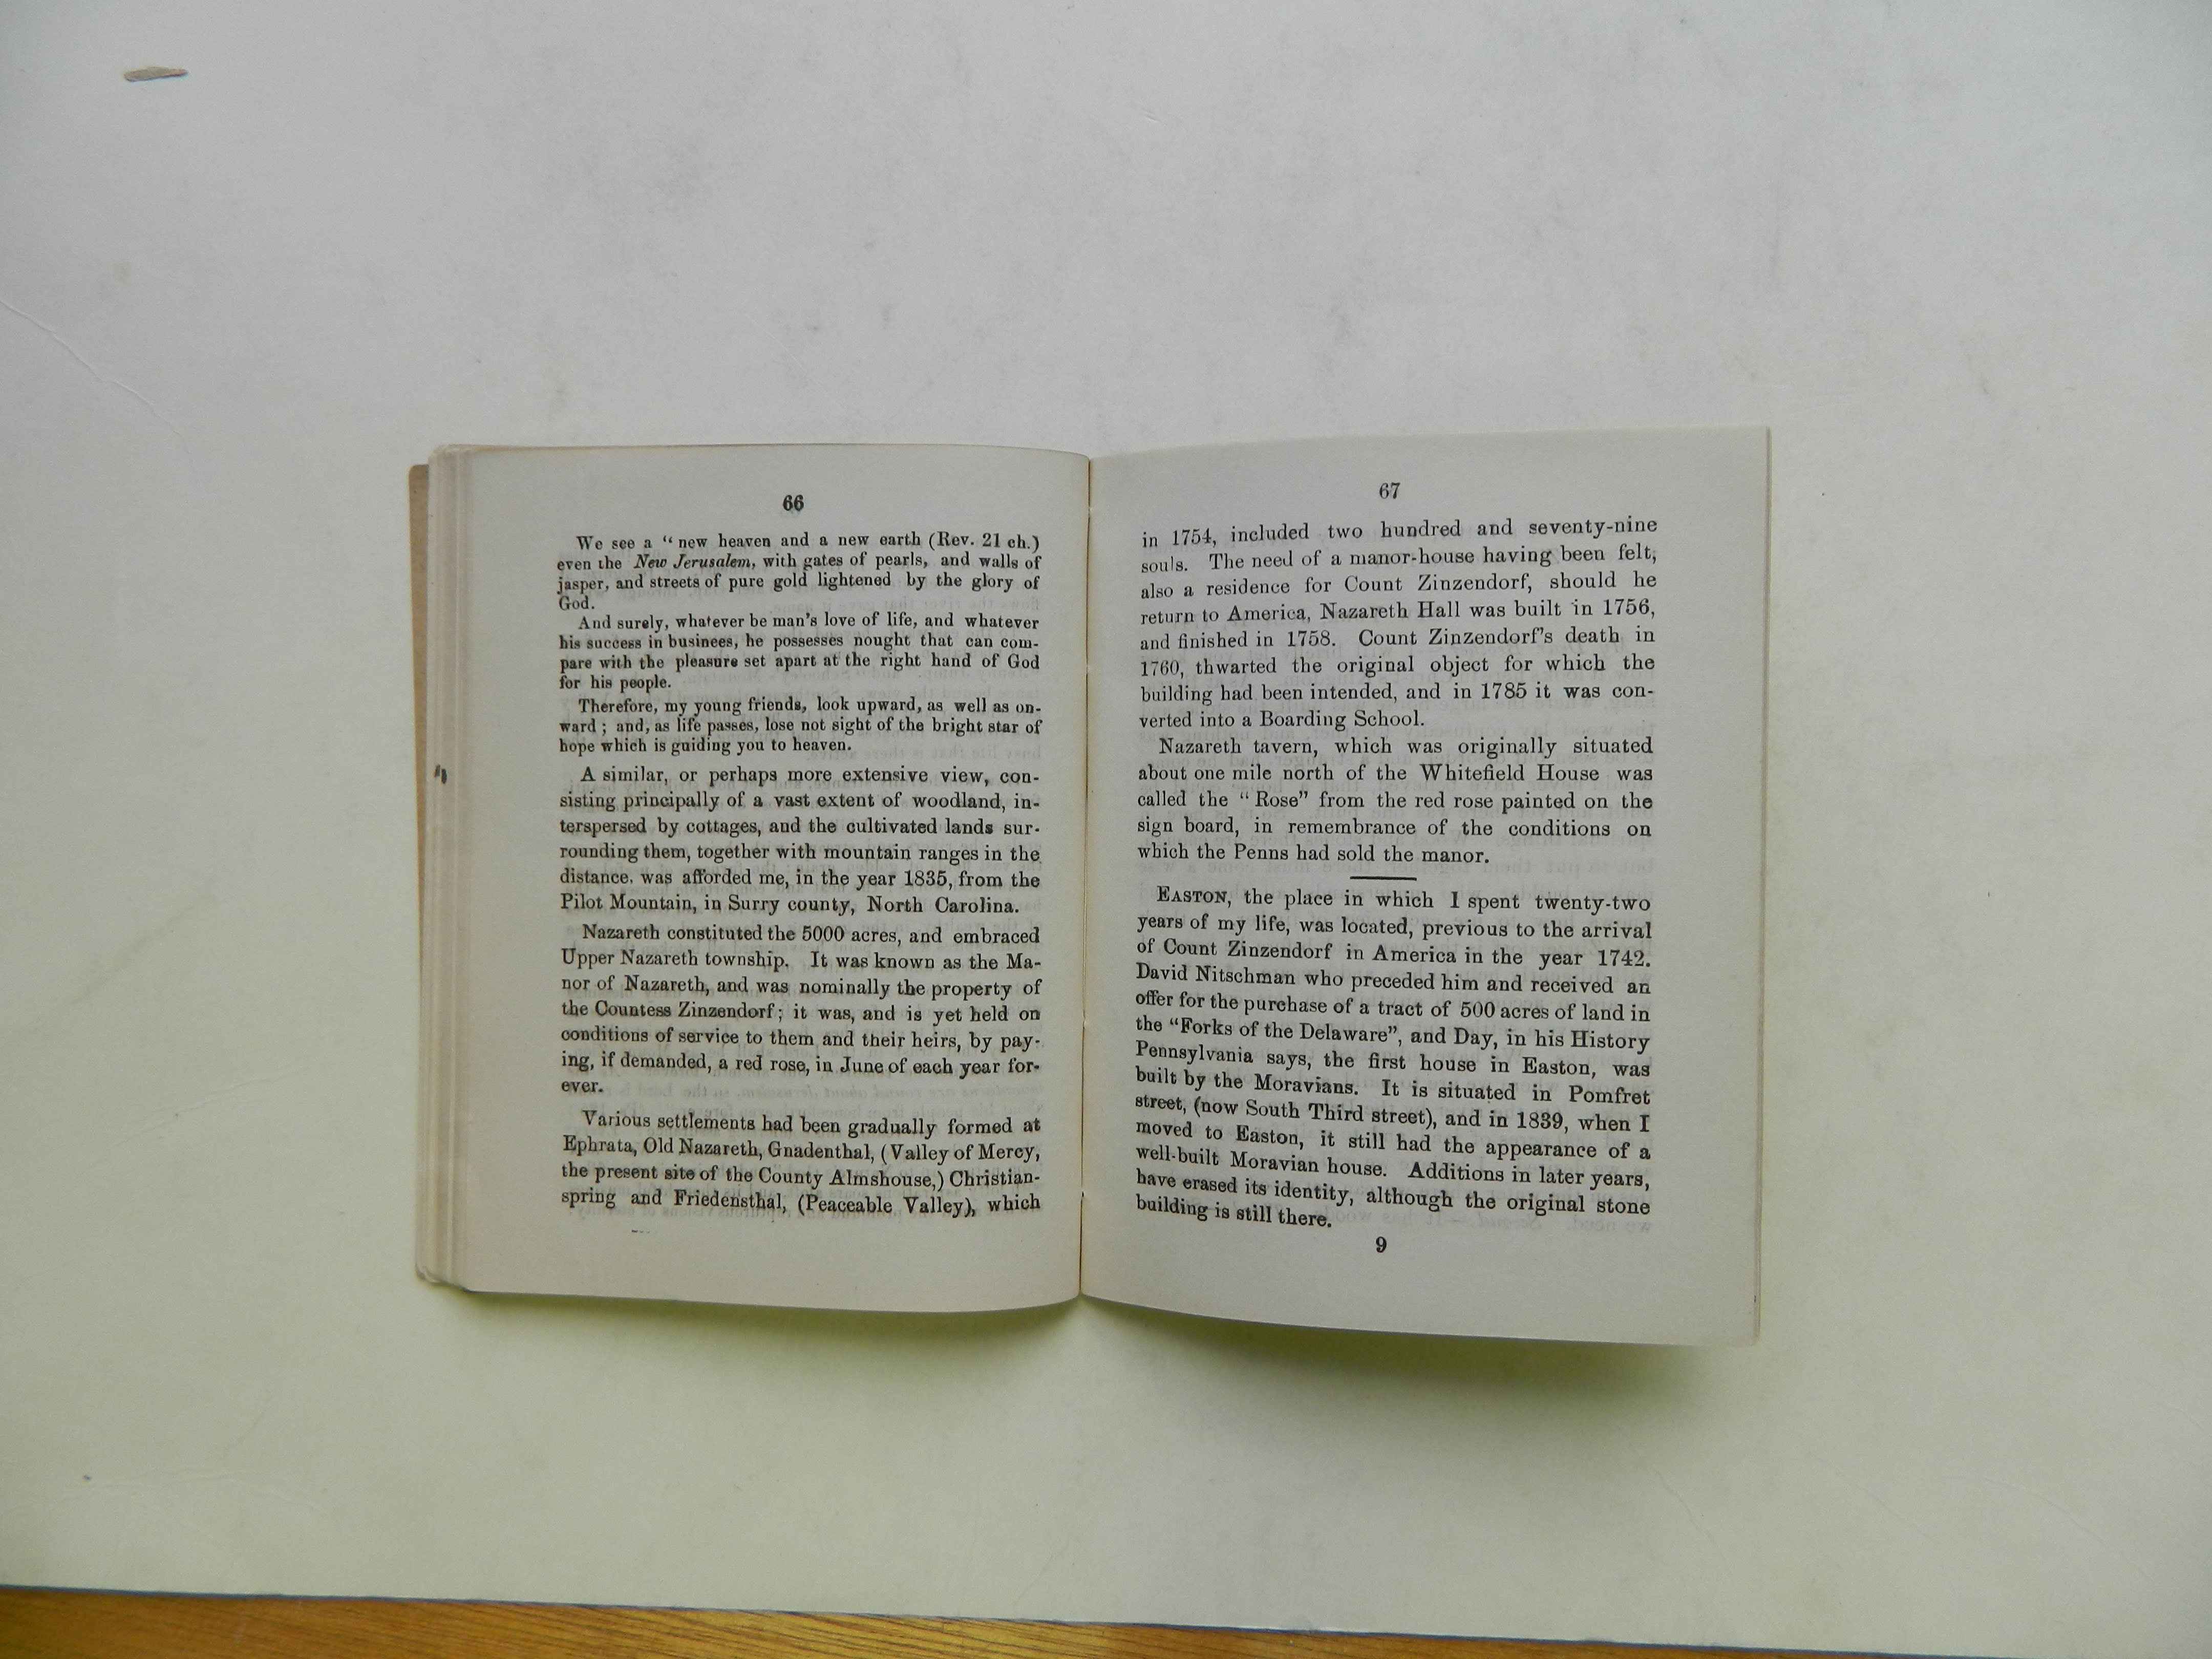 66
We see a “ new heaven and a new earth (Rev. 21 ch.)
even the New Jerusalem, with gates of pearls, and walls of
jasper, and streets of pure gold lightened by the glory of
God.
And surely, whatever be man's love of life, and whatever
his success in businees, he possesses nought that can com-
pare with the pleasure set apart at the right hand of God
for his people.
Therefore, my young friends, look upward, as well as on-
ward ; and, as life passes, lose not sight of the bright star of
hope which is guiding you to heaven.
A similar, or perhaps more extensive view, con-
sisting principally of a vast extent of woodland, in-
terspersed by cottages, and the cultivated lands sur-
rounding them, together with mountain ranges in the
distance, was afforded me, in the year 1835, from the
Pilot Mountain, in Surry county, North Carolina.
Nazareth constituted the 5000 acres, and embraced
Upper Nazareth township. It was known as the Ma-
nor of Nazareth, and was nominally the property of
the Countess Zinzendorf; it was, and is yet held on
conditions of service to them and their heirs, by pay-
ing, if demanded, a red rose, in June of each year for-
ever.
Various settlements had been gradually formed at
Ephrata, Old Nazareth, Gnadenthal, (Valley of Mercy,
the present site of the County Almshouse,) Christian-
spring and Friedensthal, (Peaceable Valley), which
67
in 1754, included two hundred and seventy-nine
souls. The need of a manor-house having been felt,
also a residence for Count Zinzendorf, should he
return to America, Nazareth Hall was built in 1756,
and finished in 1758. Count Zinzendorf's death in
1760, thwarted the original object for which the
building had been intended, and in 1785 it was con-
verted into a Boarding School.
Nazareth tavern, which was originally situated
about one mile north of the Whitefield House was
called the “ Rose” from the red rose painted on the
sign board, in remembrance of the conditions on
which the Penns had sold the manor.
EASTON, the place in which I spent twenty-two
years of my life, was located, previous to the arrival
of Count Zinzendorf in America in the year 1742.
David Nitschman who preceded him and received an
offer for the purchase of a tract of 500 acres of land in
the “Forks of the Delaware”, and Day, in his History
Pennsylvania says, the first house in Easton, was
built by the Moravians. It is situated in Pomfret
street, (now South Third street), and in 1839, when I
moved to Easton, it still had the appearance of a
well-built Moravian house. Additions in later years,
have erased its identity, although the original stone
building is still there.
9